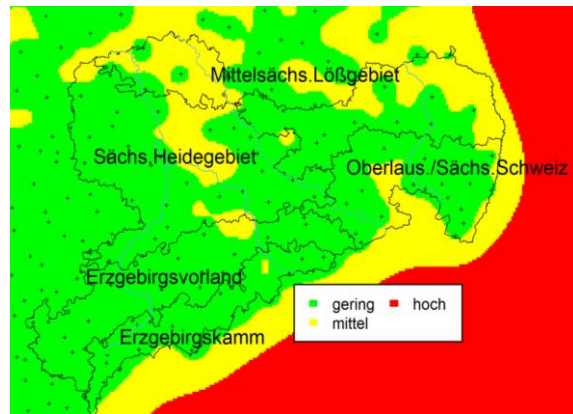 Mittelsächs.Lößgebiet
Sächs.Heidegebiet
Oberlaus./Sächs.Schweiz
Erzgebirgsvorland
Erzgebirgskamm
gering hoch
mittel